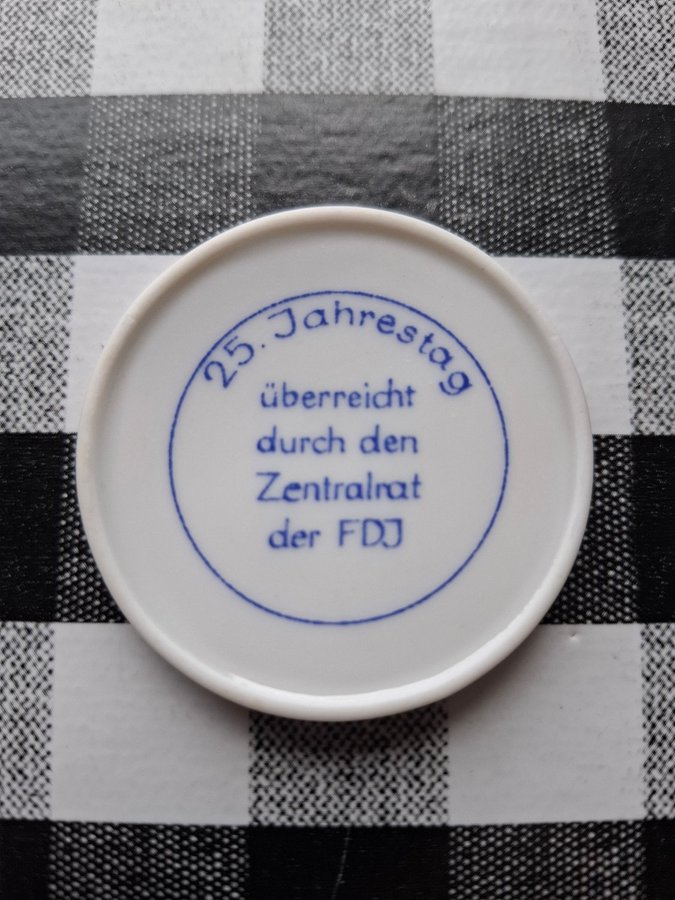 25. Jahrestag
überreicht
durch den
Zentralrat
der FDJ